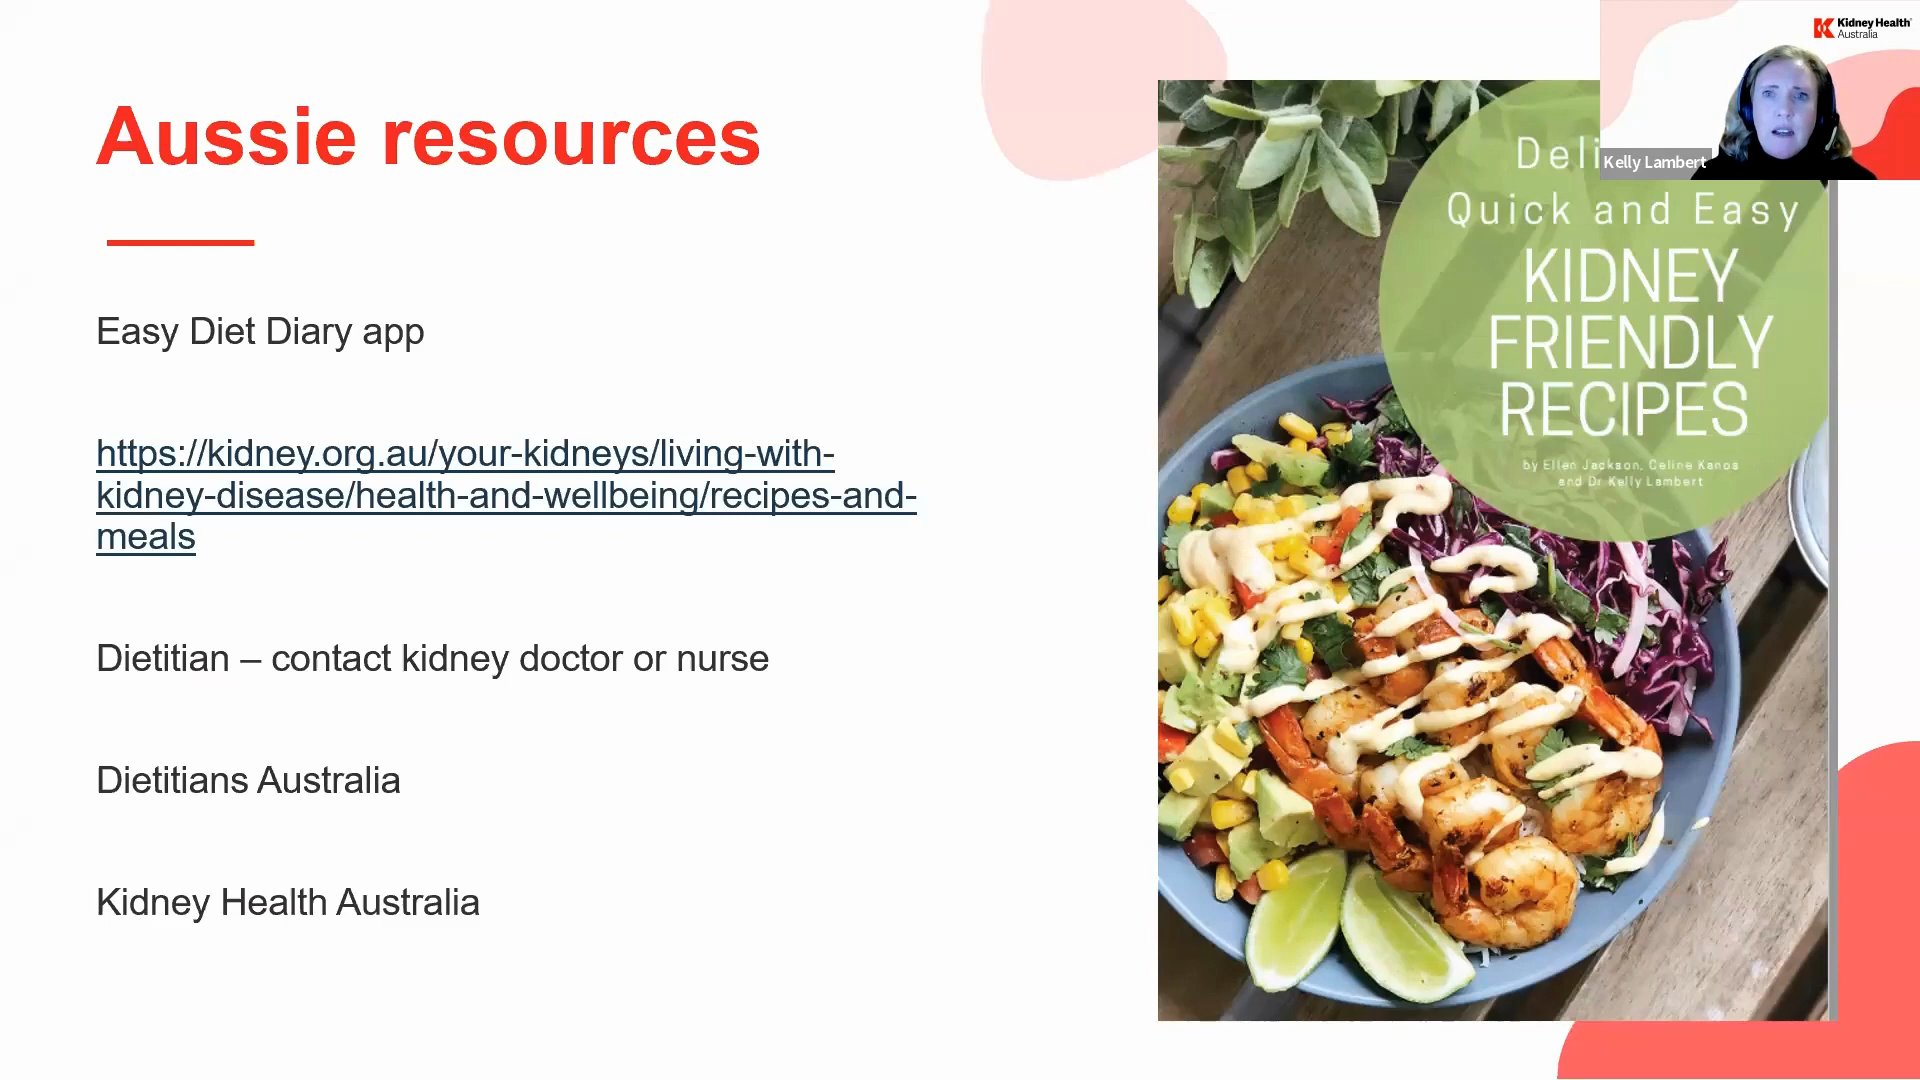 Aussie resources
Easy Diet Diary app
https://kidney.org.au/your-kidneys/living-with-
kidney-disease/health-and-wellbeing/recipes-and-
meals
Dietitian – contact kidney doctor or nurse
Dietitians Australia
Kidney Health Australia
Deli
Quick and Easy
KIDNEY
FRIENDLY
RECIPES
by Ellen Jackson, Celine Kanos
and Dr Kelly Lambert
Kidney Health
Australia
Kelly Lambert